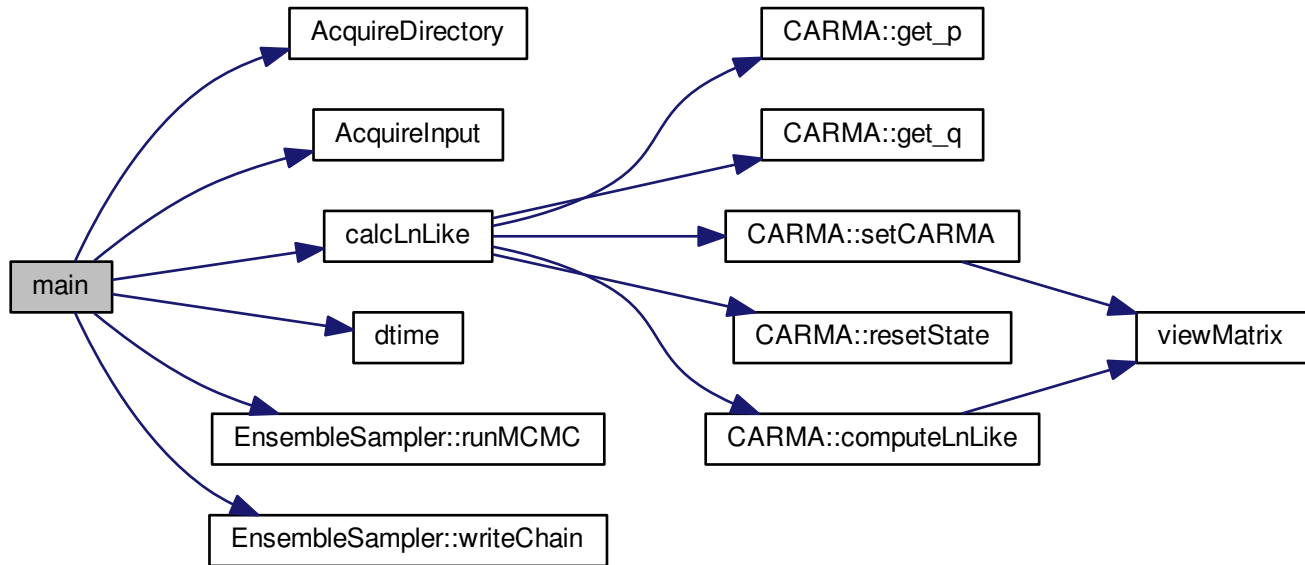 main
AcquireDirectory
AcquireInput
calcLnLike
dtime
EnsembleSampler::runMCMC
EnsembleSampler::writeChain
CARMA::get_p
CARMA::get_q
CARMA::setCARMA
CARMA::resetState
CARMA::computeLnLike
viewMatrix